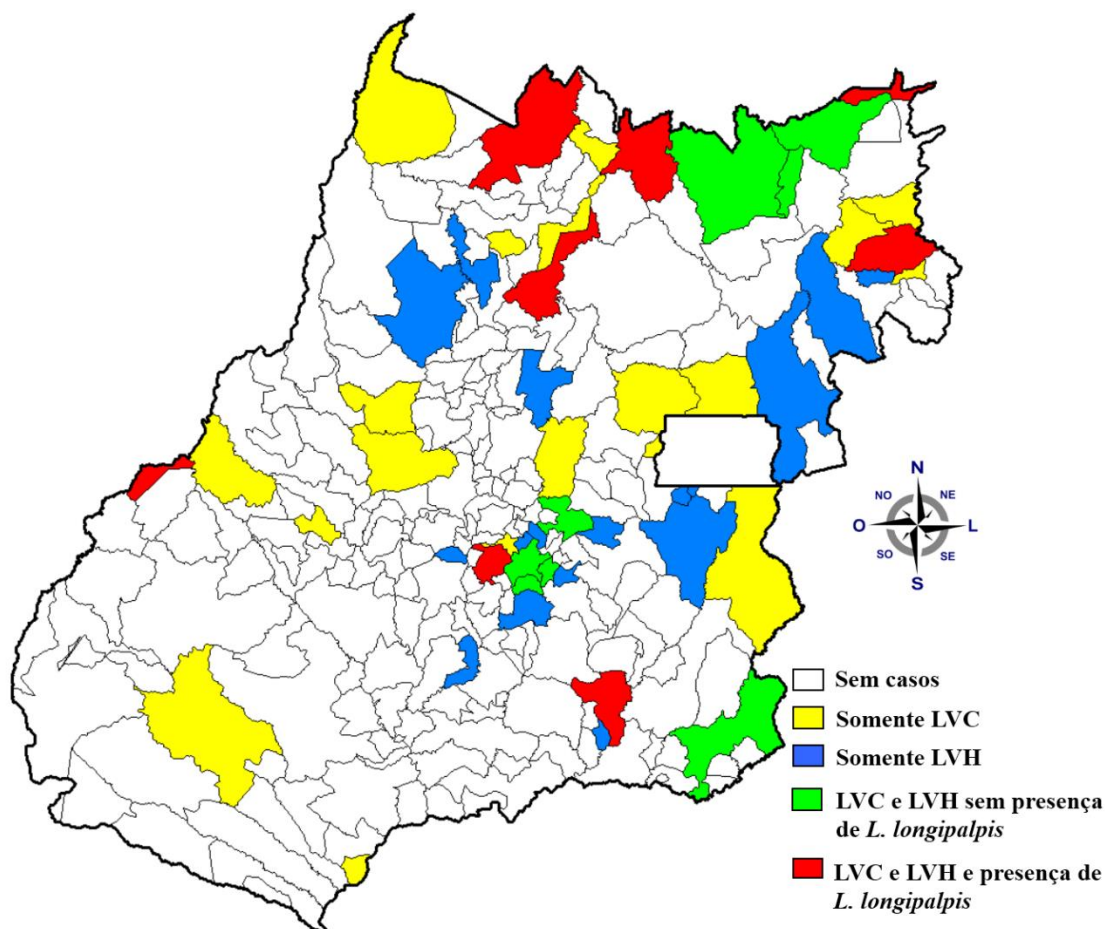 N
NO
NE
O
L
SO
SE
S
Sem casos
Somente LVC
Somente LVH
LVC e LVH sem presença
de L. longipalpis
LVC e LVH e presença de
L. longipalpis